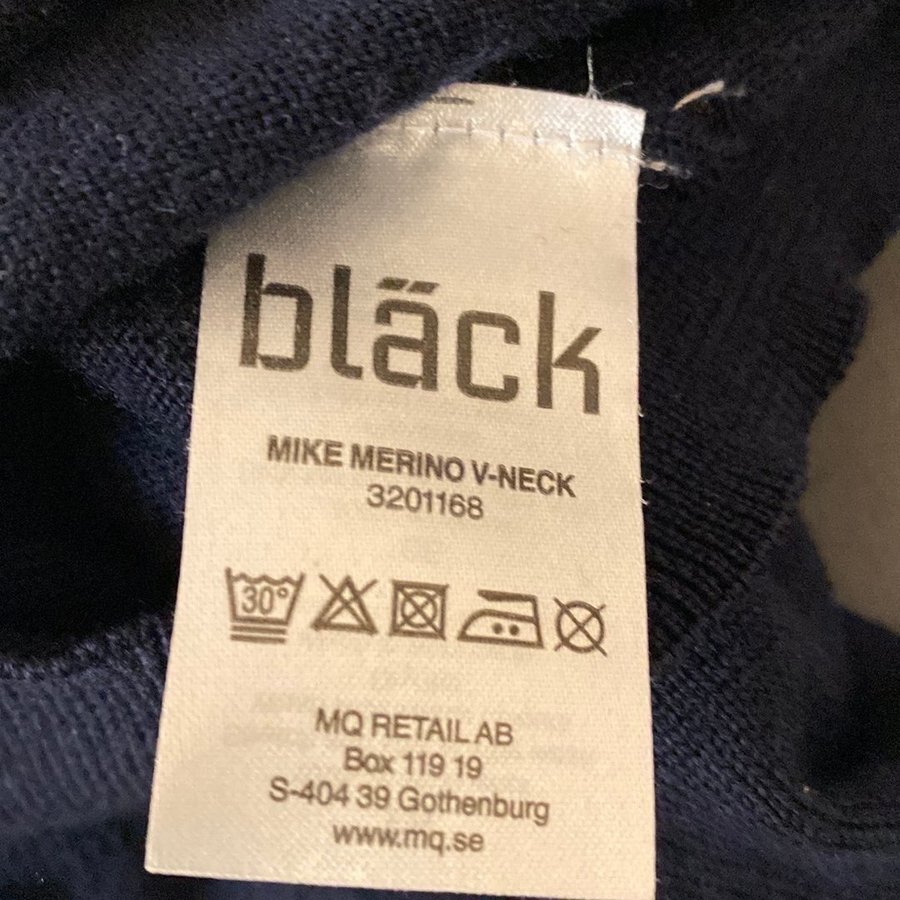 bläck
MIKE MERINO V-NECK
3201168
30°
MQ RETAIL AB
Box 119 19
S-404 39 Gothenburg
www.mq.se